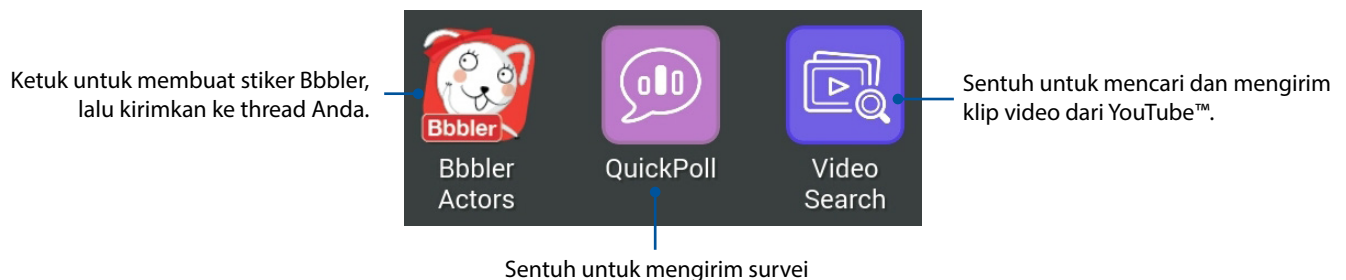 Ketuk untuk membuat stiker Bbbler,
lalu kirimkan ke thread Anda.
Bbbler
Bbbler
Actors
QuickPoll
Video
Search
Sentuh untuk mencari dan mengirim
klip video dari YouTube™.
Sentuh untuk mengirim survei